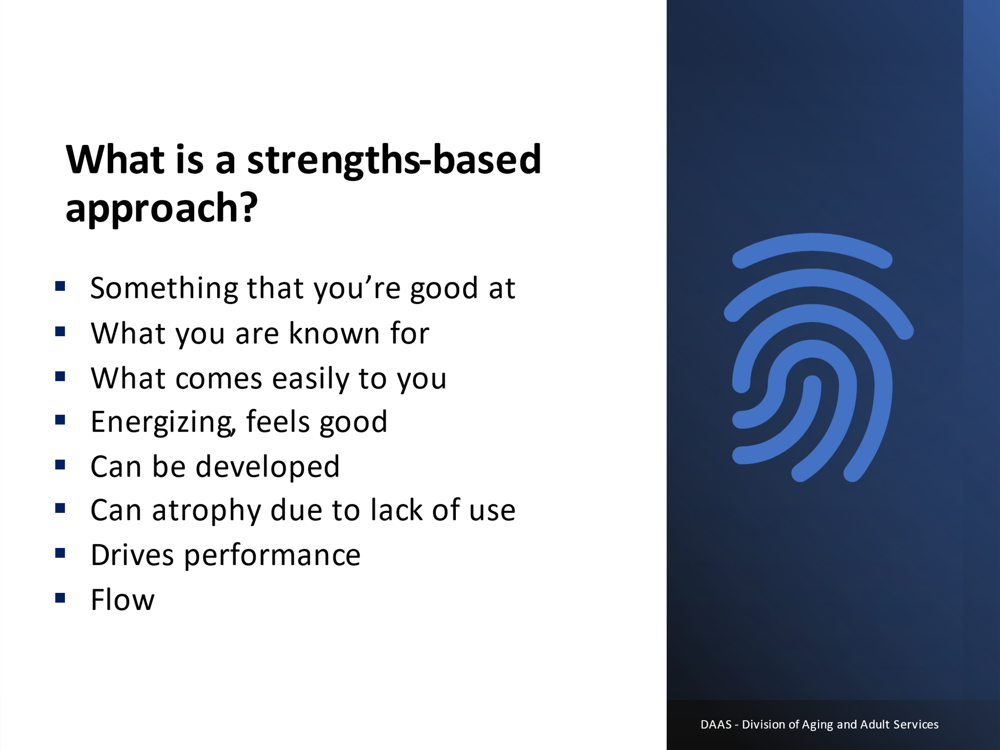 What is a strengths-based
approach?
▪ Something that you’re good at
▪ What you are known for
▪ What comes easily to you
▪ Energizing, feels good
▪ Can be developed
▪ Can atrophy due to lack of use
▪ Drives performance
▪ Flow
DAAS - Division of Aging and Adult Services